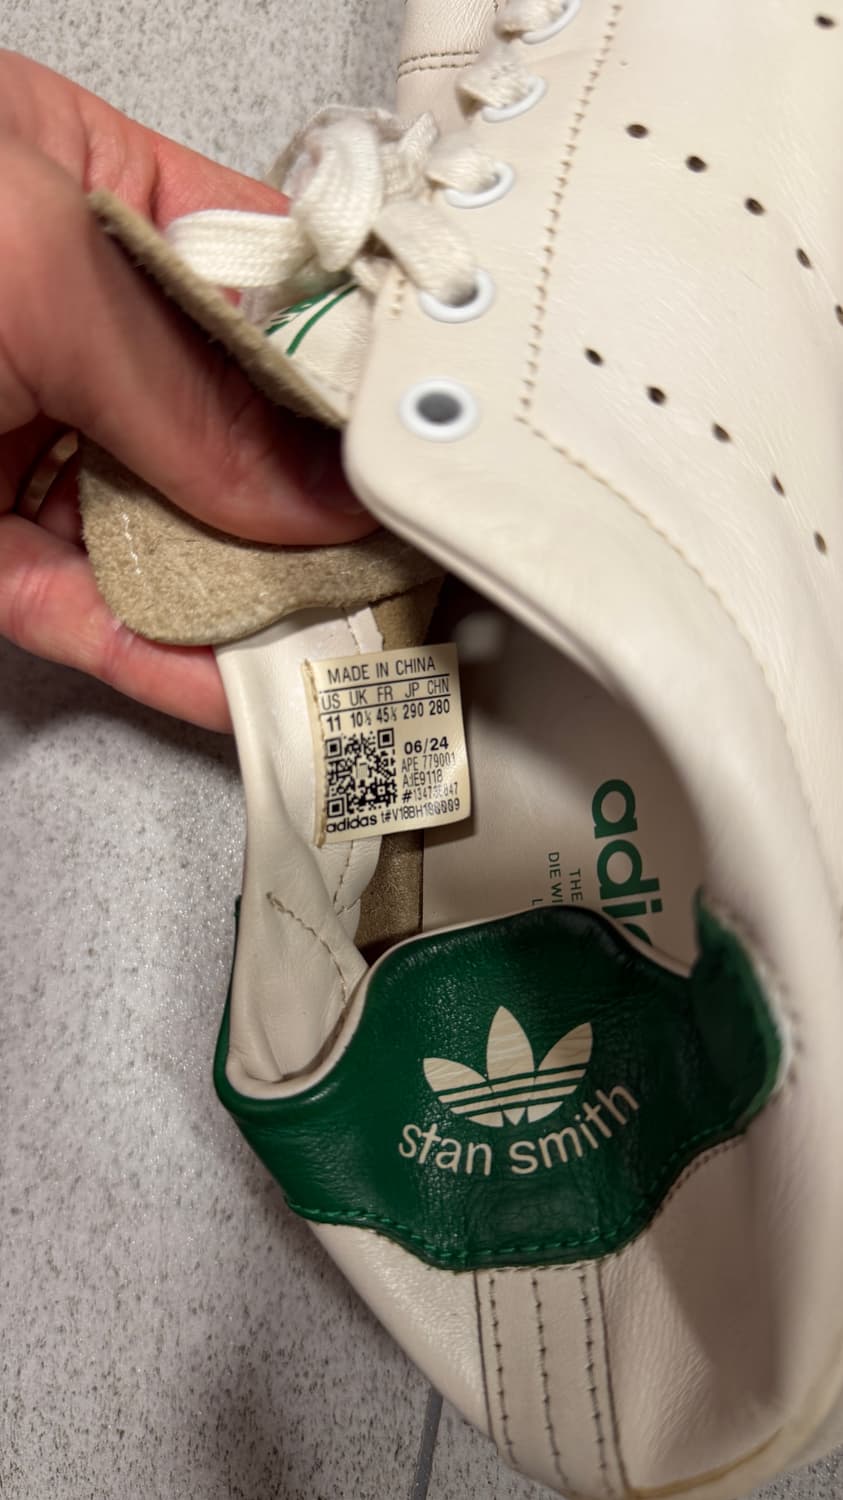 MADE IN CHINA
US UK FR JP CHN
11 10½ 45⅓ 290 280
06/24
APE 779001
adidas
adi
THE
DIE WI
L
stan smith